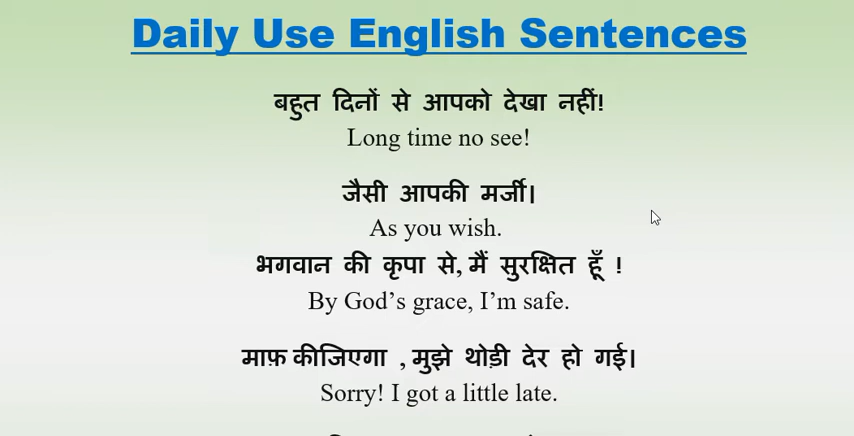 Daily Use English Sentences
बहुत दिनों से आपको देखा नहीं!
Long time no see!
जैसी आपकी मर्जी।
As you wish.
भगवान की कृपा से, मैं सुरक्षित हूँ !
By God’s grace, I’m safe.
माफ़ कीजिएगा , मुझे थोड़ी देर हो गई।
Sorry! I got a little late.